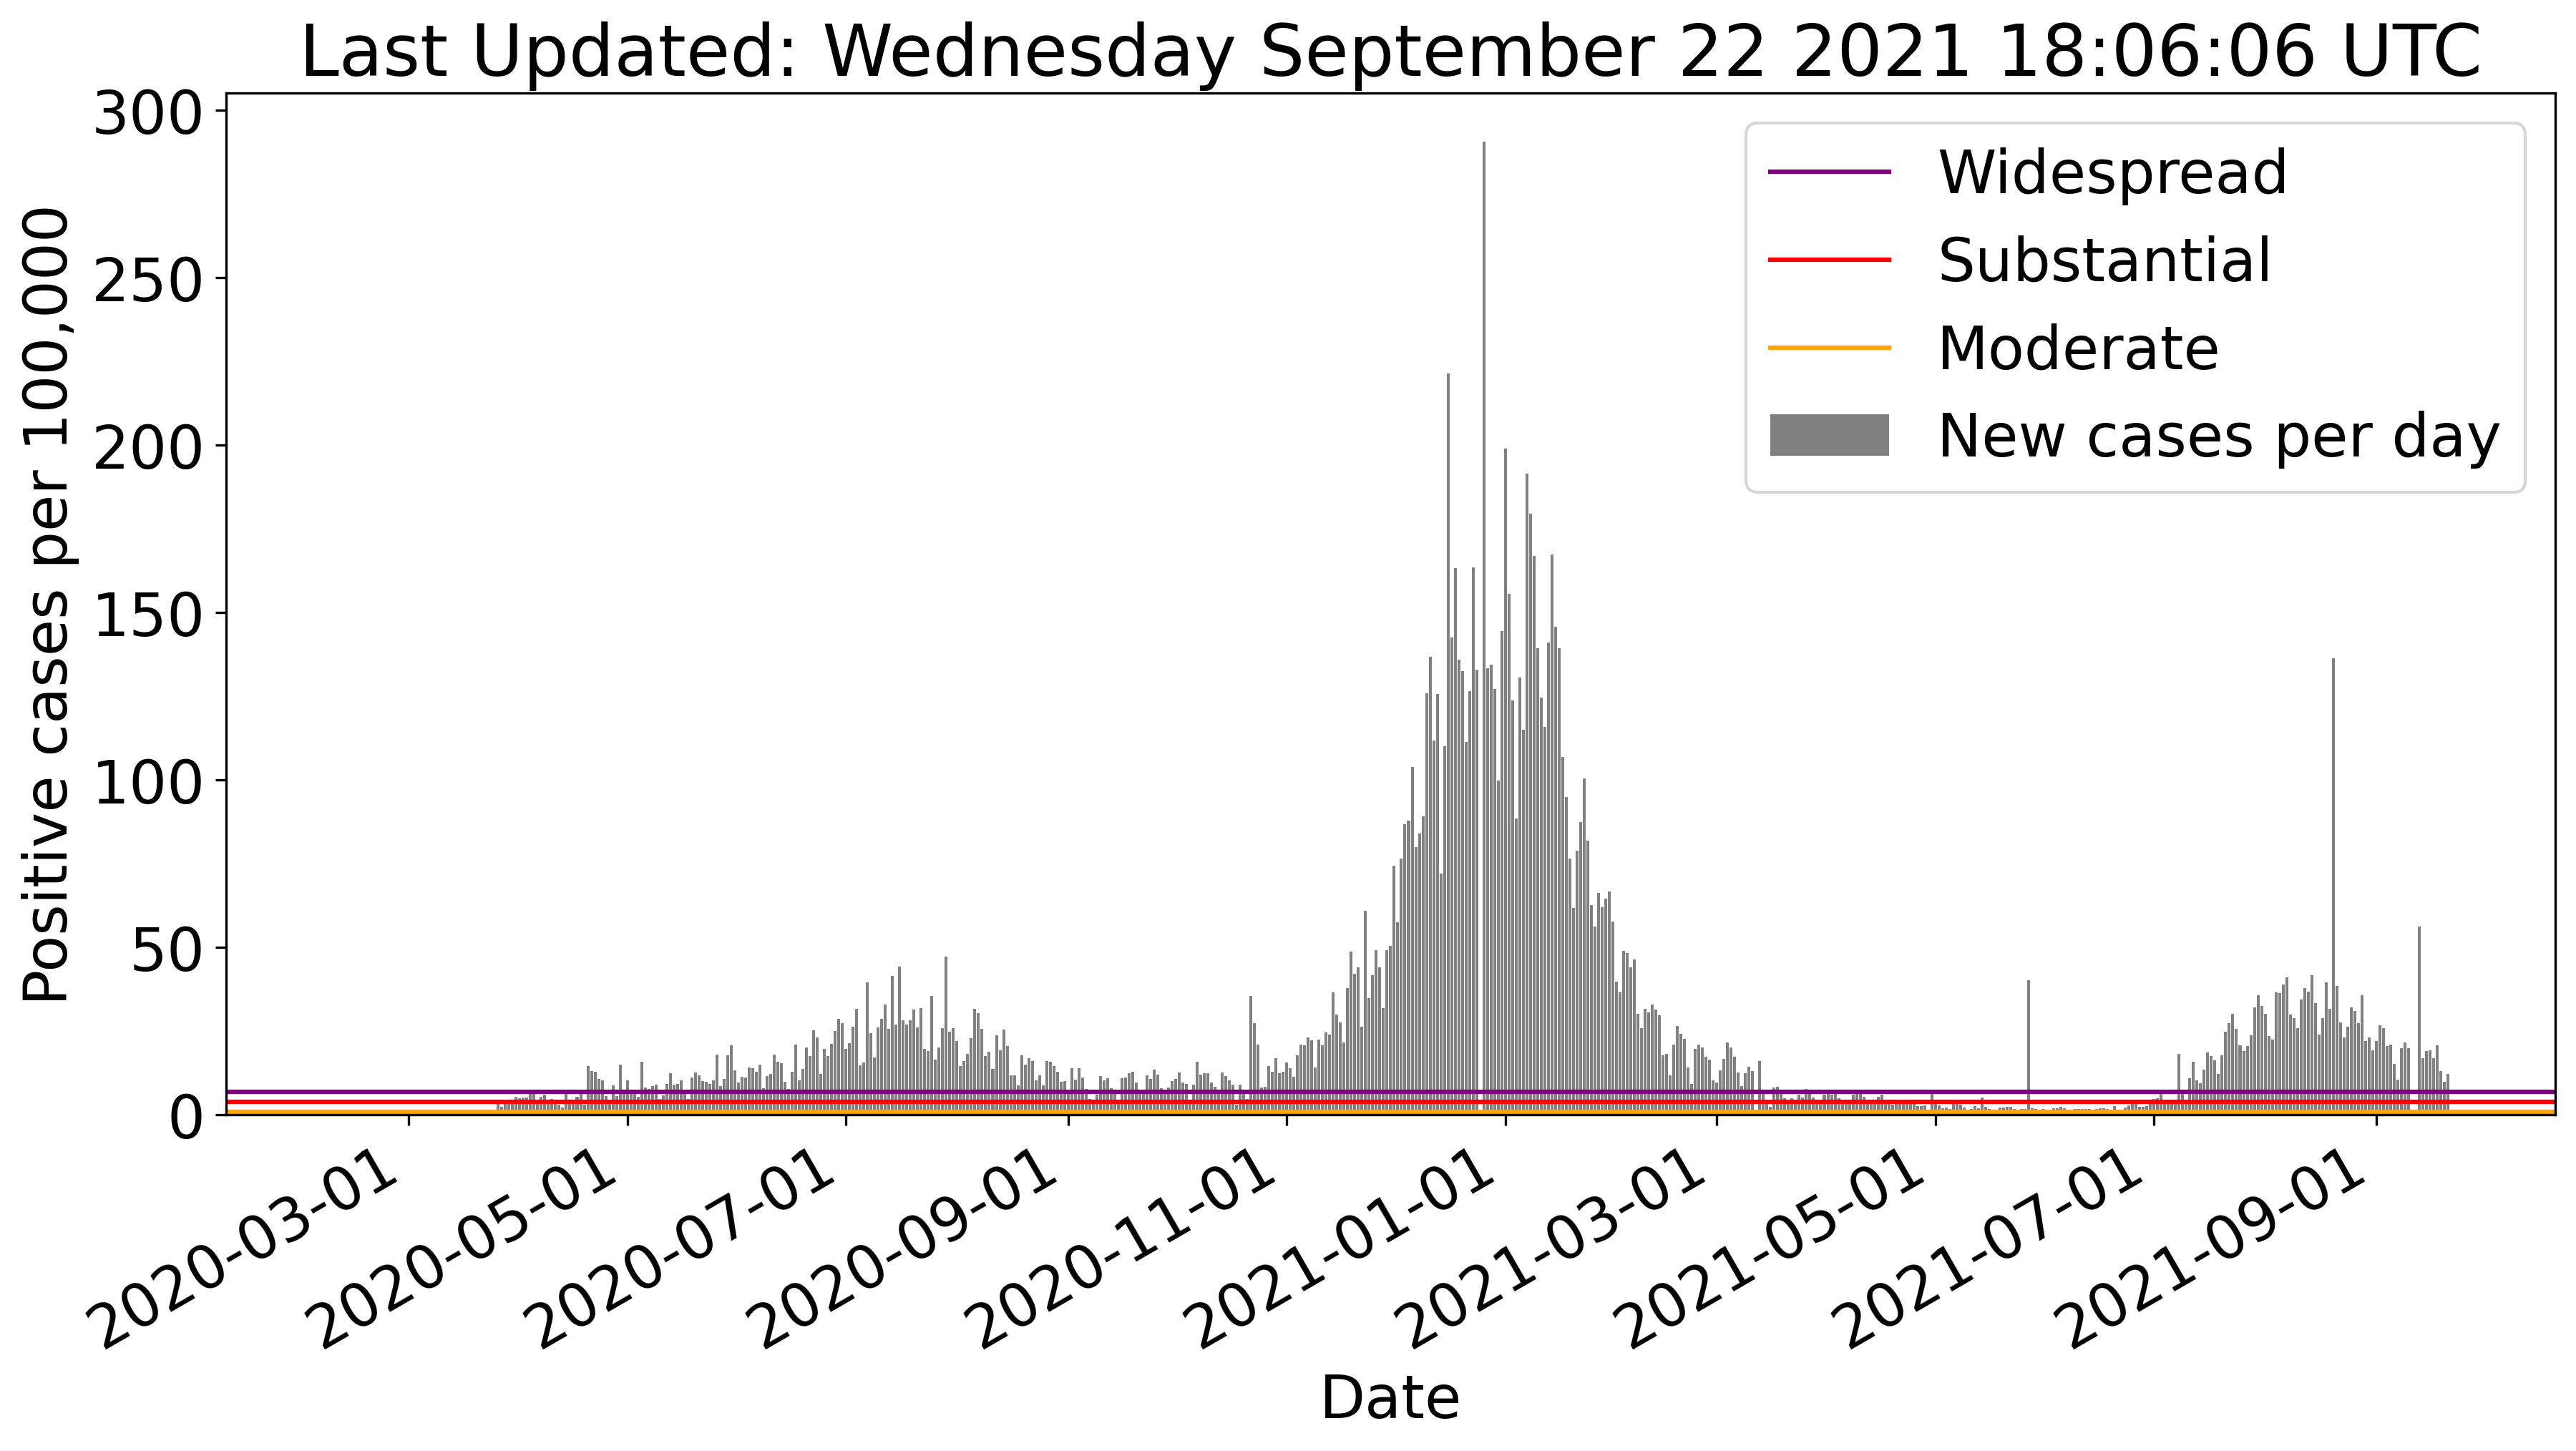 Last Updated: Wednesday September 22 2021 18:06:06 UTC
Positive cases per 100,000
300
250
200
150
100
50
0
Widespread
Substantial
Moderate
New cases per day
2020-03-01
2020-05-01
2020-07-01
2020-09-01
2020-11-01
2021-01-01
2021-03-01
2021-05-01
2021-07-01
2021-09-01
Date